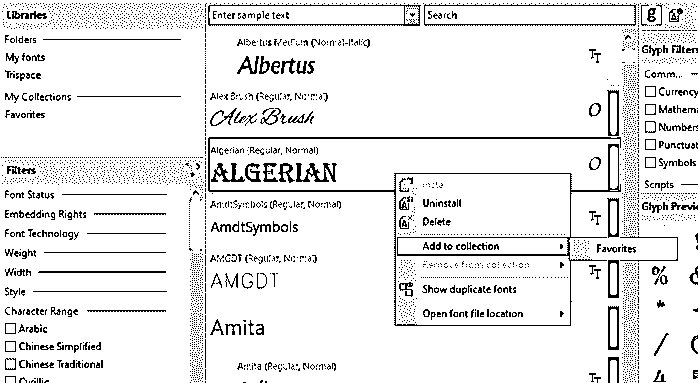 Libraries
Folders
My fonts
Trispace
My Collections
Favorites
Filters
Font Status
Embedding Rights
Font Technology
Weight
Width
Style
Character Range
Arabic
Chinese Simplified
Chinese Traditional
Cyrillic
Enter sample text
Search
Albertus Medium (Normal-Italic)
Albertus
Alex Brush (Regular, Normal)
Alex Brush
Algerian (Regular, Normal)
ALGERIAN
AmdtSymbols (Regular, Normal)
AmdtSymbols
AMGDT (Regular, Normal)
AMGDT
Amita
Amita (Regular, Normal)
Install
Uninstall
Delete
Add to collection
Favorites
Remove from collection
Show duplicate fonts
Open font file location
Glyph Filter
Comm...
Currency
Mathema
Numbers
Punctuat
Symbols
Scripts
Glyph Previe
%
*
/